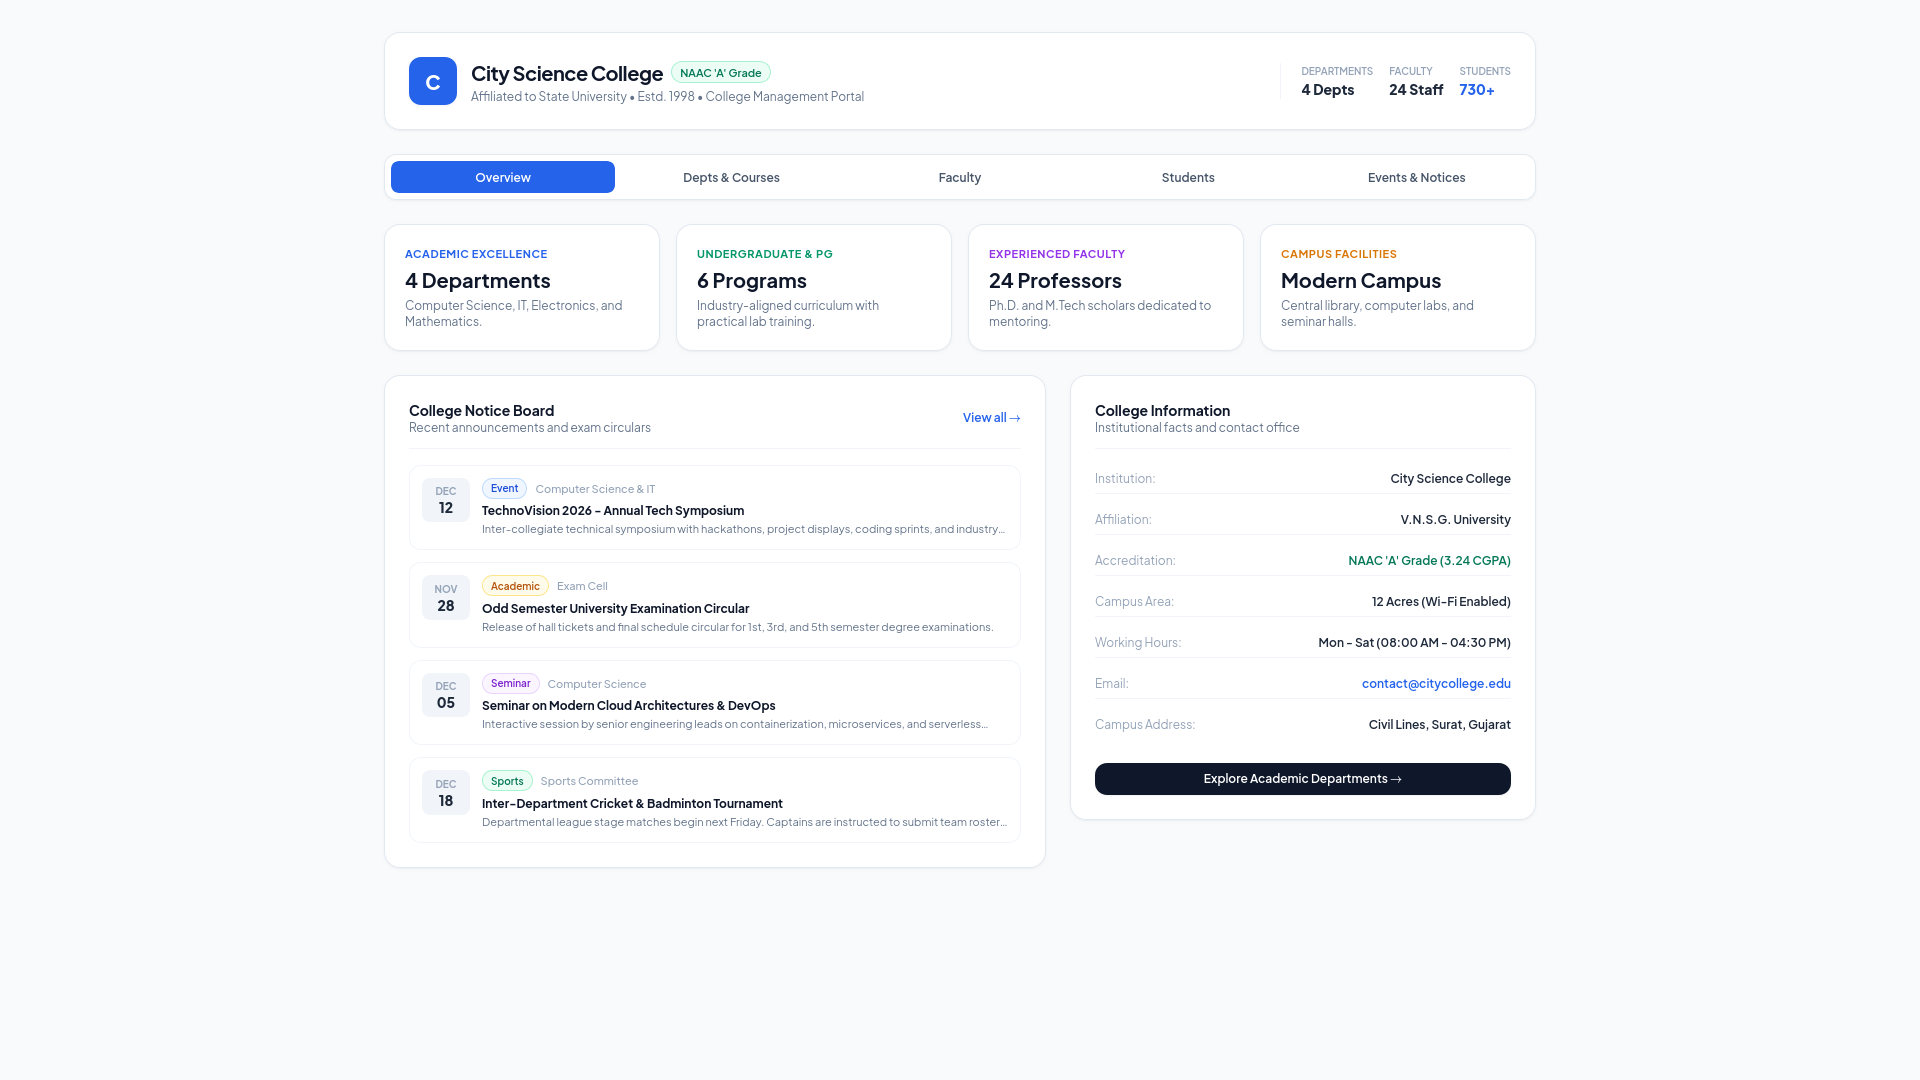 C
City Science College
NAAC 'A' Grade
Affiliated to State University • Estd. 1998 • College Management Portal
DEPARTMENTS
4 Depts
FACULTY
24 Staff
STUDENTS
730+
Overview
Depts & Courses
Faculty
Students
Events & Notices
ACADEMIC EXCELLENCE
4 Departments
Computer Science, IT, Electronics, and
Mathematics.
UNDERGRADUATE & PG
6 Programs
Industry-aligned curriculum with
practical lab training.
EXPERIENCED FACULTY
24 Professors
Ph.D. and M.Tech scholars dedicated to
mentoring.
CAMPUS FACILITIES
Modern Campus
Central library, computer labs, and
seminar halls.
College Notice Board
Recent announcements and exam circulars
View all →
DEC
12
Event
Computer Science & IT
TechnoVision 2026 - Annual Tech Symposium
Inter-collegiate technical symposium with hackathons, project displays, coding sprints, and industry...
NOV
28
Academic
Exam Cell
Odd Semester University Examination Circular
Release of hall tickets and final schedule circular for 1st, 3rd, and 5th semester degree examinations.
DEC
05
Seminar
Computer Science
Seminar on Modern Cloud Architectures & DevOps
Interactive session by senior engineering leads on containerization, microservices, and serverless...
DEC
18
Sports
Sports Committee
Inter-Department Cricket & Badminton Tournament
Departmental league stage matches begin next Friday. Captains are instructed to submit team roster...
College Information
Institutional facts and contact office
Institution: City Science College
Affiliation: V.N.S.G. University
Accreditation: NAAC 'A' Grade (3.24 CGPA)
Campus Area: 12 Acres (Wi-Fi Enabled)
Working Hours: Mon - Sat (08:00 AM - 04:30 PM)
Email: contact@citycollege.edu
Campus Address: Civil Lines, Surat, Gujarat
Explore Academic Departments →